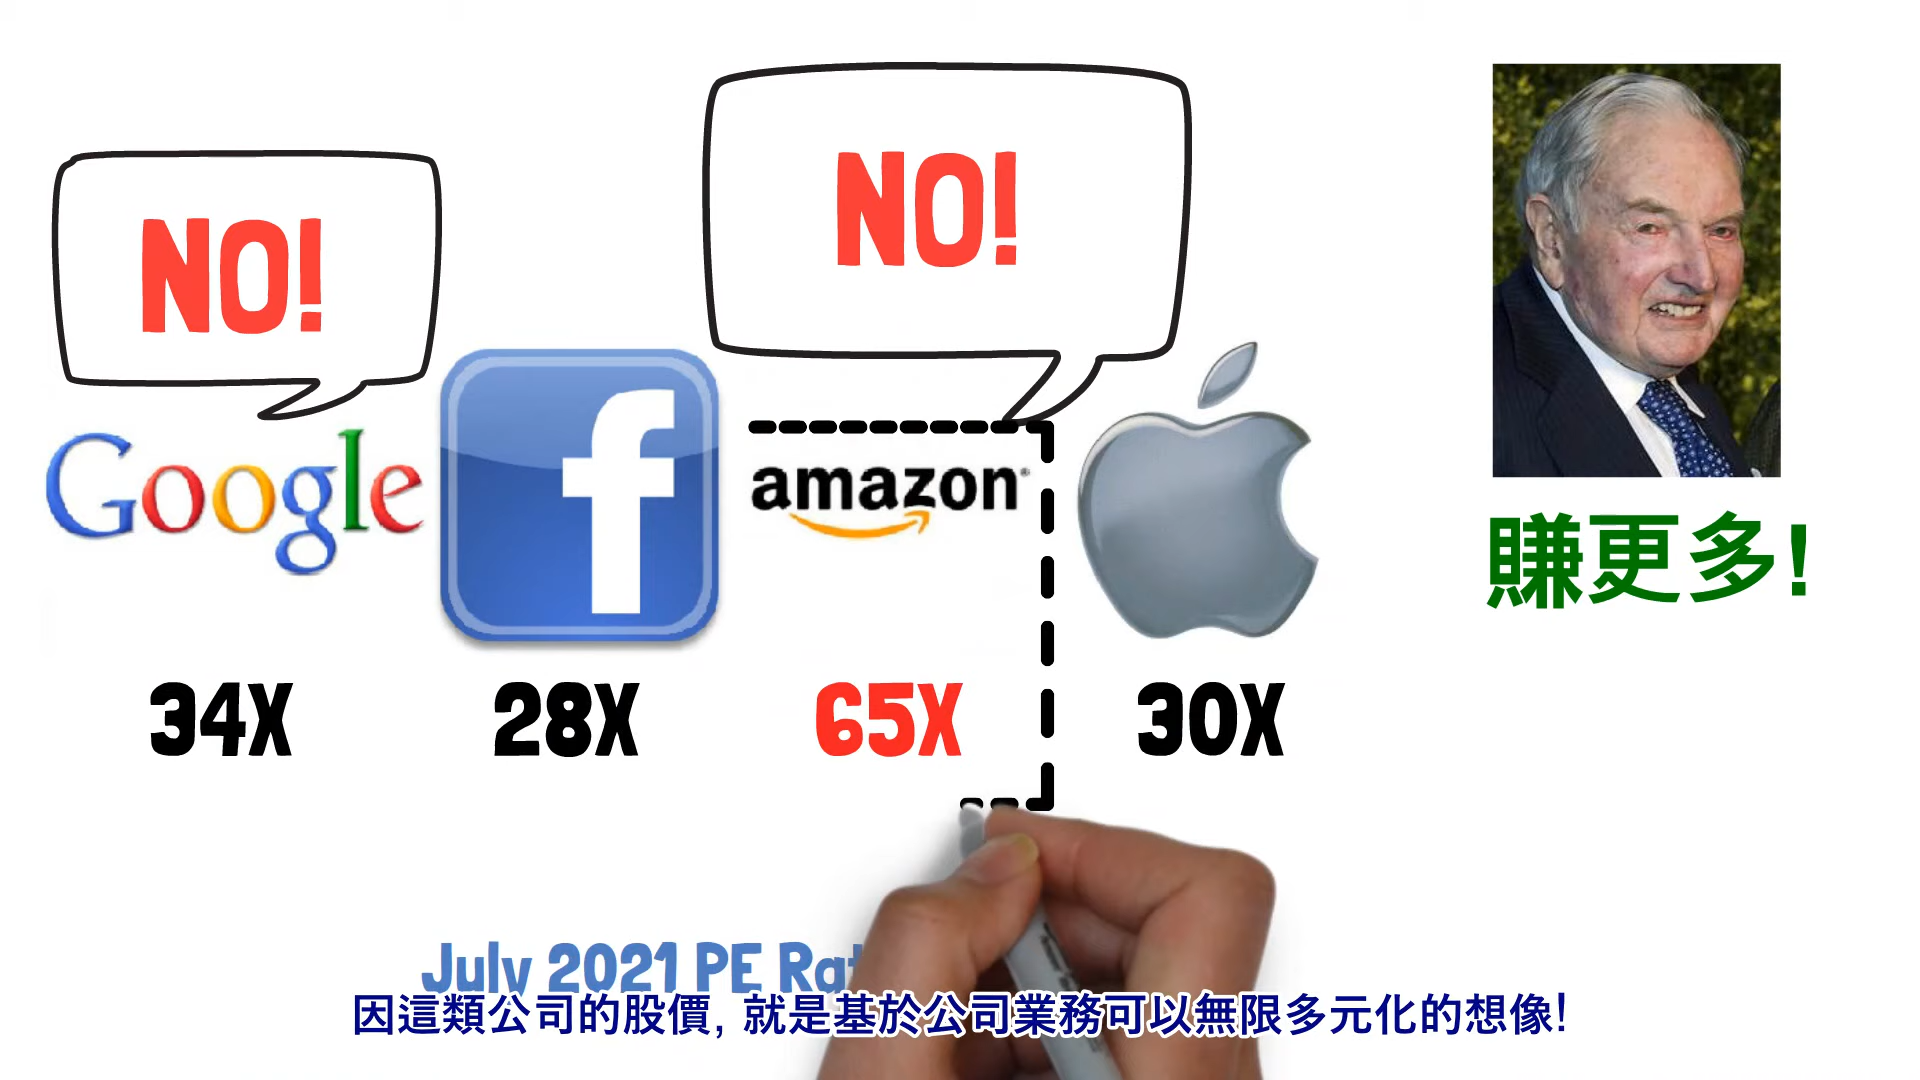 NO!
NO!
Google
f
amazon
賺更多!
34X
28X
65X
30X
July 2021 PE
因這類公司的股價, 就是基於公司業務可以無限多元化的想像!